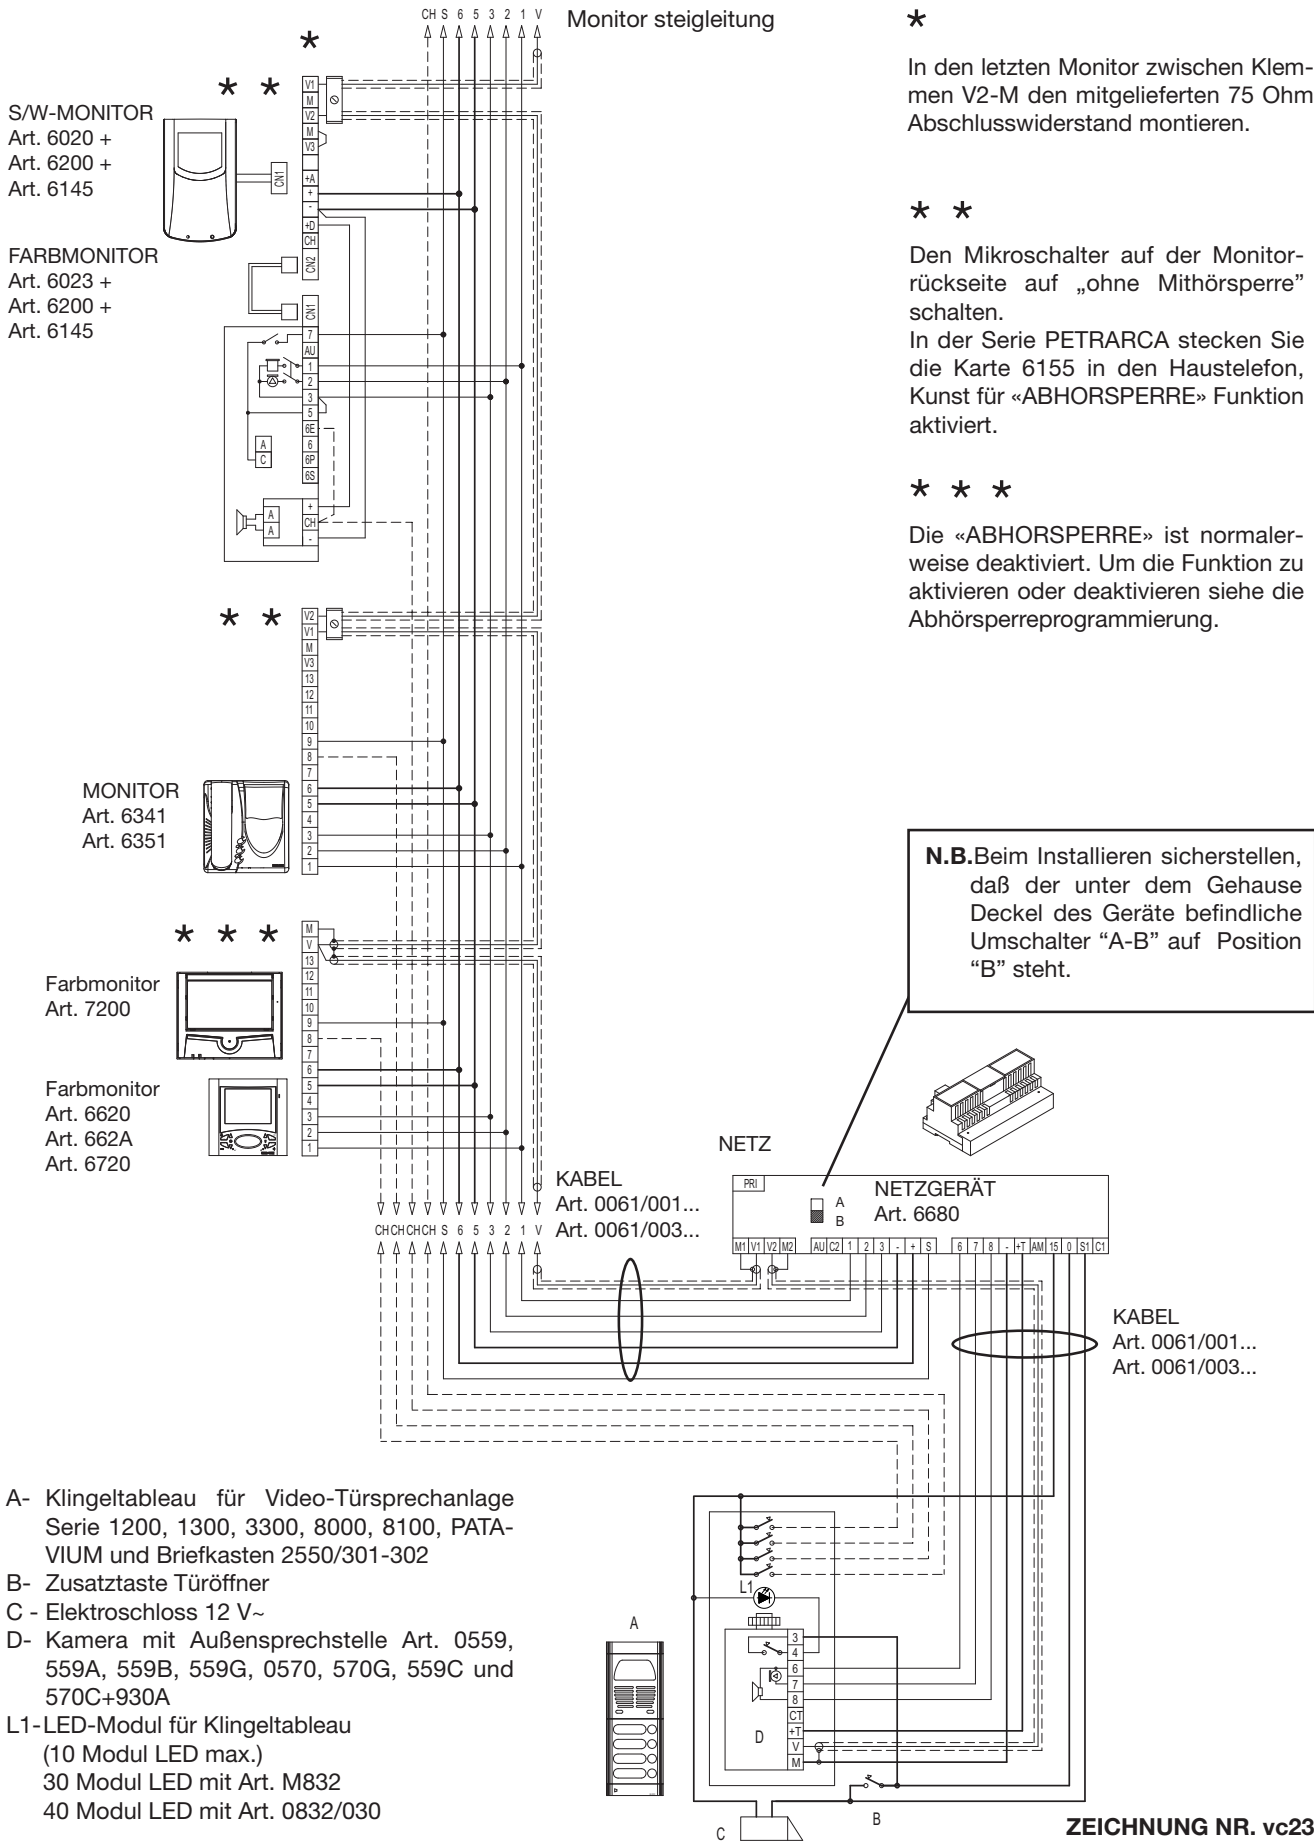 CH S 6 5 3 2 1 V
Monitor steigleitung
*
In den letzten Monitor zwischen Klem-
men V2-M den mitgelieferten 75 Ohm
Abschlusswiderstand montieren.
* *
Den Mikroschalter auf der Monitor-
rückseite auf „ohne Mithörsperre”
schalten.
In der Serie PETRARCA stecken Sie
die Karte 6155 in den Haustelefon,
Kunst für «ABHORSPERRE» Funktion
aktiviert.
* * *
Die «ABHORSPERRE» ist normaler-
weise deaktiviert. Um die Funktion zu
aktivieren oder deaktivieren siehe die
Abhörsperreprogrammierung.
*
* *
S/W-MONITOR
Art. 6020 +
Art. 6200 +
Art. 6145
FARBMONITOR
Art. 6023 +
Art. 6200 +
Art. 6145
CN1
V1
M
V2
M
V3
+A
+
-
+D
CH
CN2
CN1
7
AU
1
2
3
5
6E
6
6P
6S
A
C
A
A
+
CH
-
* *
MONITOR
Art. 6341
Art. 6351
V2
V1
M
V3
13
12
11
10
9
8
7
6
5
4
3
2
1
* * *
Farbmonitor
Art. 7200
Farbmonitor
Art. 6620
Art. 662A
Art. 6720
M
V
13
12
11
10
9
8
7
6
5
4
3
2
1
N.B.Beim Installieren sicherstellen,
daß der unter dem Gehause
Deckel des Geräte befindliche
Umschalter “A-B” auf Position
“B” steht.
KABEL
Art. 0061/001...
Art. 0061/003...
CH CH CH CH S 6 5 3 2 1 V
NETZ
PRI
A
B
NETZGERÄT
Art. 6680
M1 V1 V2 M2 AU C2 1 2 3 - + S 6 7 8 - +T AM 15 0 S1 C1
KABEL
Art. 0061/001...
Art. 0061/003...
A- Klingeltableau für Video-Türsprechanlage
Serie 1200, 1300, 3300, 8000, 8100, PATA-
VIUM und Briefkasten 2550/301-302
B- Zusatztaste Türöffner
C - Elektroschloss 12 V~
D- Kamera mit Außensprechstelle Art. 0559,
559A, 559B, 559G, 0570, 570G, 559C und
570C+930A
L1-LED-Modul für Klingeltableau
(10 Modul LED max.)
30 Modul LED mit Art. M832
40 Modul LED mit Art. 0832/030
A
L1
3
4
6
7
8
CT
+T
V
M
D
B
C
ZEICHNUNG NR. vc23